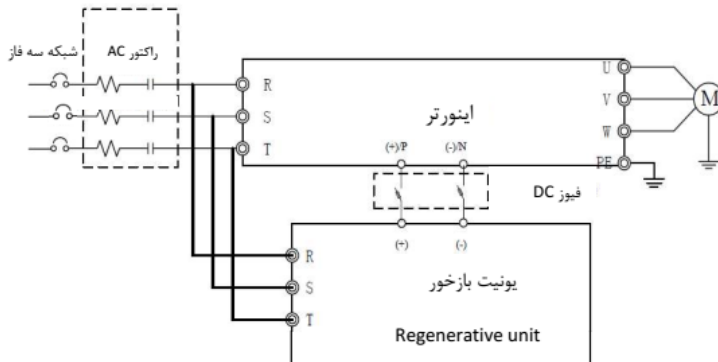 شبکه سه فاز
راکتور AC
R
S
T
اینورتر
U
V
W
PE
M
(+)/P
(-)/N
فیوز DC
(+)
(-)
R
S
T
یونیت بازخور
Regenerative unit